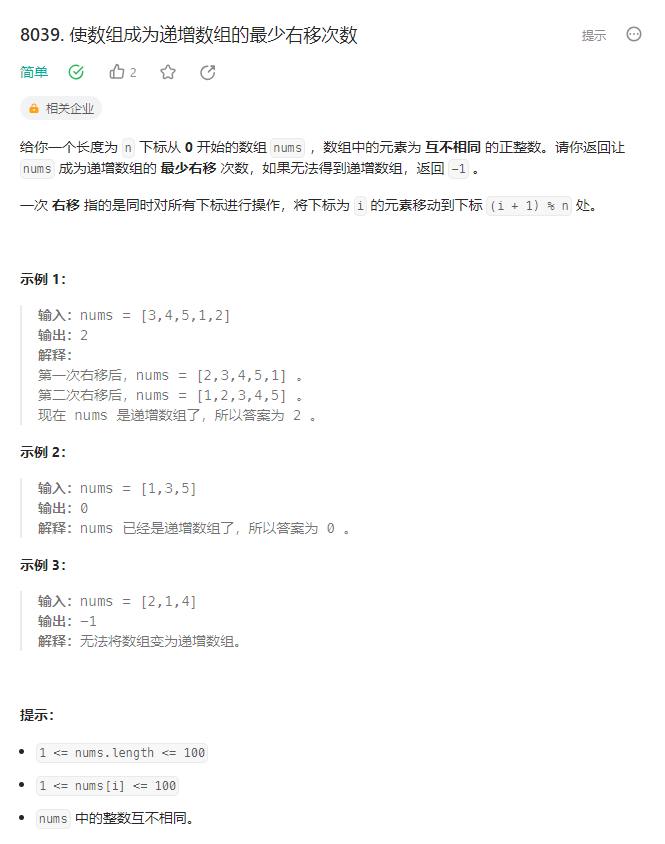 8039. 使数组成为递增数组的最少右移次数
提示
简单
2
相关企业
给你一个长度为 n 下标从 0 开始的数组 nums ，数组中的元素为 互不相同 的正整数。请你返回让
nums 成为递增数组的 最少右移 次数，如果无法得到递增数组，返回 -1 。
一次 右移 指的是同时对所有下标进行操作，将下标为 i 的元素移动到下标 (i + 1) % n 处。
示例 1：
输入：nums = [3,4,5,1,2]
输出：2
解释：
第一次右移后，nums = [2,3,4,5,1] 。
第二次右移后，nums = [1,2,3,4,5] 。
现在 nums 是递增数组了，所以答案为 2 。
示例 2：
输入：nums = [1,3,5]
输出：0
解释：nums 已经是递增数组了，所以答案为 0 。
示例 3：
输入：nums = [2,1,4]
输出：-1
解释：无法将数组变为递增数组。
提示：
• 1 <= nums.length <= 100
• 1 <= nums[i] <= 100
• nums 中的整数互不相同。